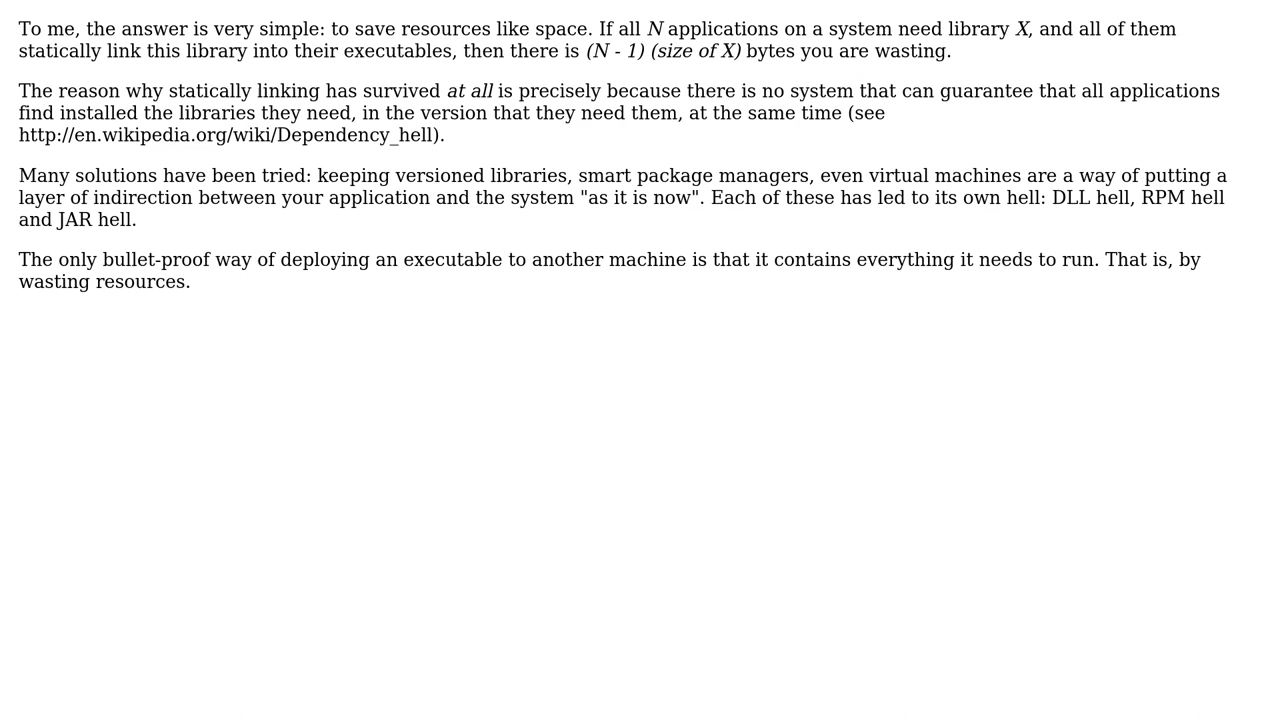 To me, the answer is very simple: to save resources like space. If all N applications on a system need library X, and all of them
statically link this library into their executables, then there is (N - 1) (size of X) bytes you are wasting.
The reason why statically linking has survived at all is precisely because there is no system that can guarantee that all applications
find installed the libraries they need, in the version that they need them, at the same time (see
http://en.wikipedia.org/wiki/Dependency_hell).
Many solutions have been tried: keeping versioned libraries, smart package managers, even virtual machines are a way of putting a
layer of indirection between your application and the system "as it is now". Each of these has led to its own hell: DLL hell, RPM hell
and JAR hell.
The only bullet-proof way of deploying an executable to another machine is that it contains everything it needs to run. That is, by
wasting resources.